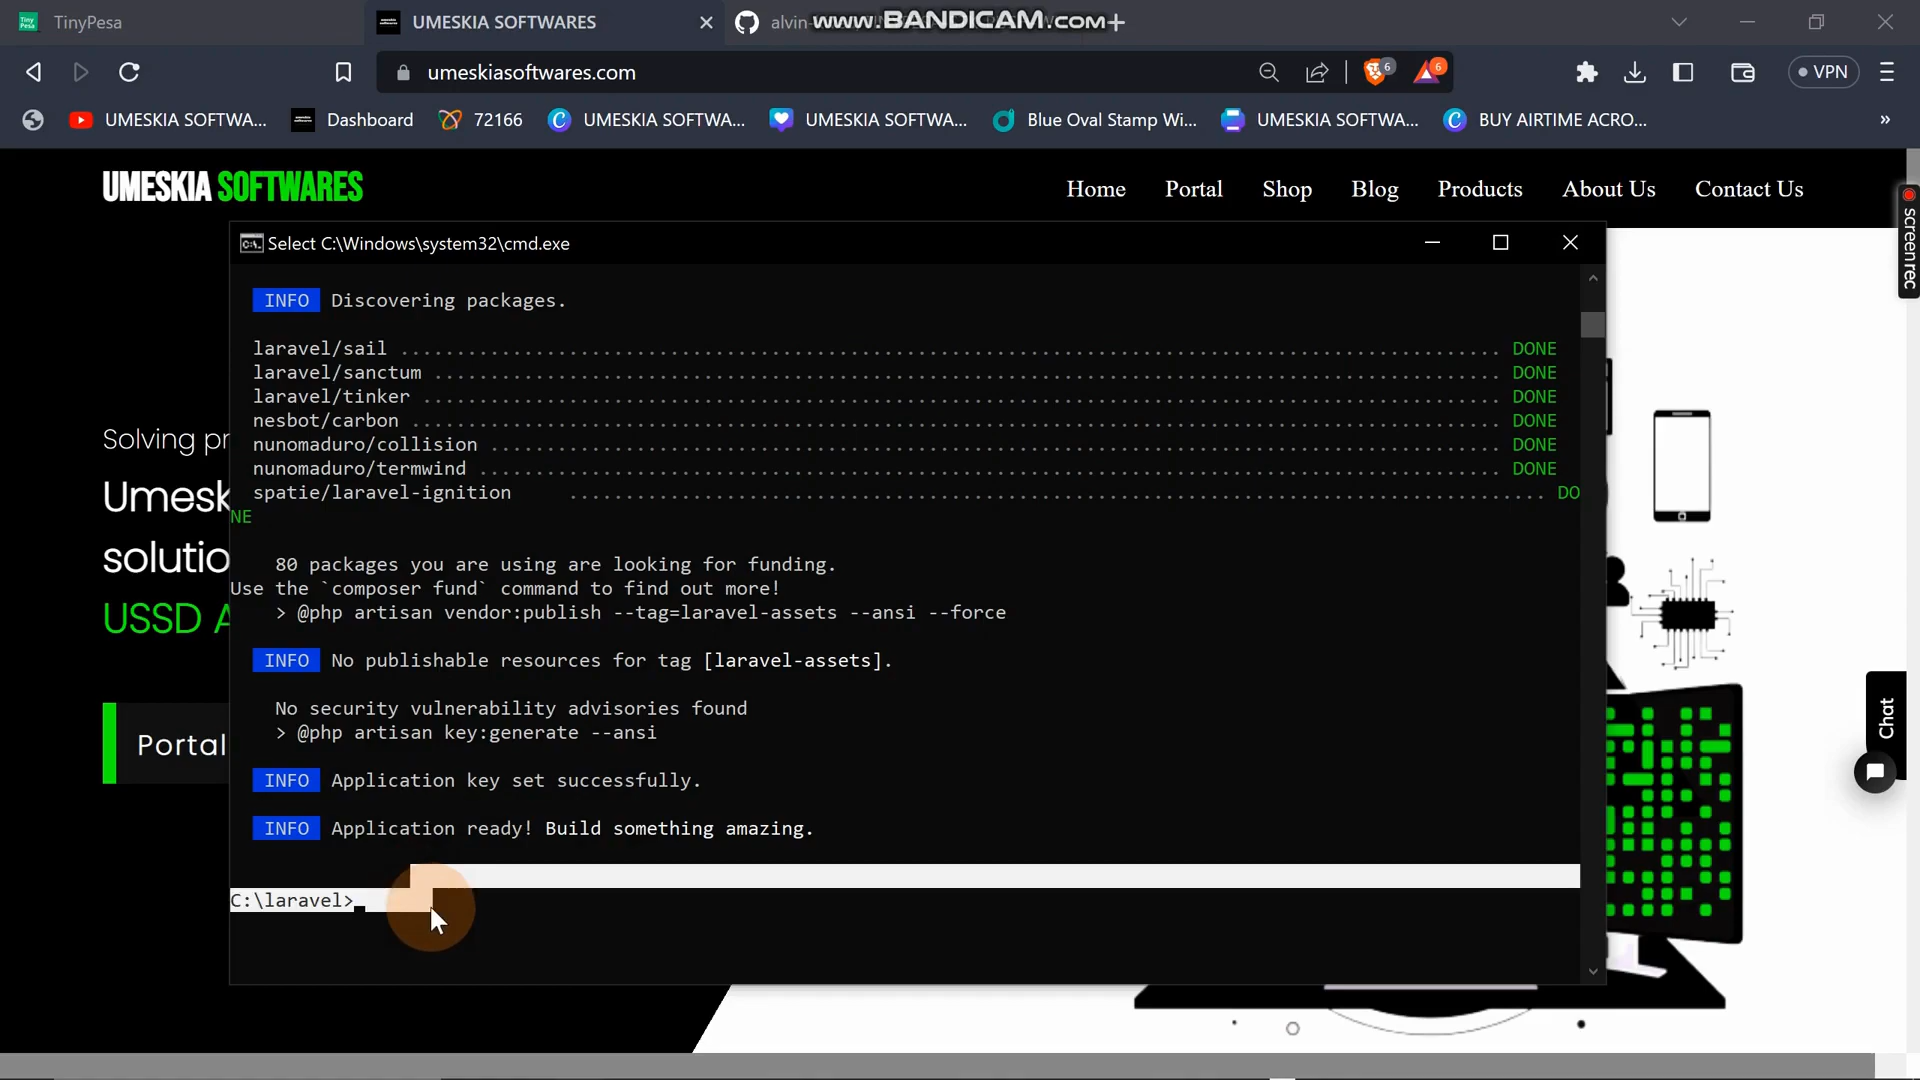 TinyPesa
UMESKIA SOFTWARES
alvin-
www.BANDICAM.com
umeskiasoftwares.com
6
6
VPN
UMESKIA SOFTWA...
Dashboard
72166
UMESKIA SOFTWA...
UMESKIA SOFTWA...
Blue Oval Stamp Wi...
UMESKIA SOFTWA...
BUY AIRTIME ACRO...
»
UMESKIA SOFTWARES
Home
Portal
Shop
Blog
Products
About Us
Contact Us
screenrec
Select C:\Windows\system32\cmd.exe
INFO Discovering packages.
laravel/sail .................................................................................................. DONE
laravel/sanctum ............................................................................................... DONE
laravel/tinker ................................................................................................ DONE
nesbot/carbon ................................................................................................. DONE
nunomaduro/collision .......................................................................................... DONE
nunomaduro/termwind ........................................................................................... DONE
spatie/laravel-ignition ....................................................................................... DO
NE
80 packages you are using are looking for funding.
Use the `composer fund` command to find out more!
> @php artisan vendor:publish --tag=laravel-assets --ansi --force
INFO No publishable resources for tag [laravel-assets].
No security vulnerability advisories found
> @php artisan key:generate --ansi
INFO Application key set successfully.
INFO Application ready! Build something amazing.
C:\laravel>
Solving pr
Umesk
solutio
USSD A
Portal
Chat